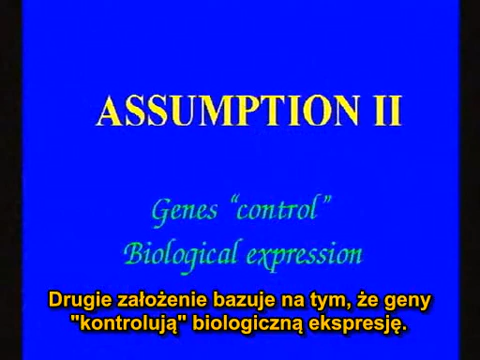 ASSUMPTION II
Genes “control”
Biological expression
Drugie założenie bazuje na tym, że geny
"kontrolują" biologiczną ekspresję.